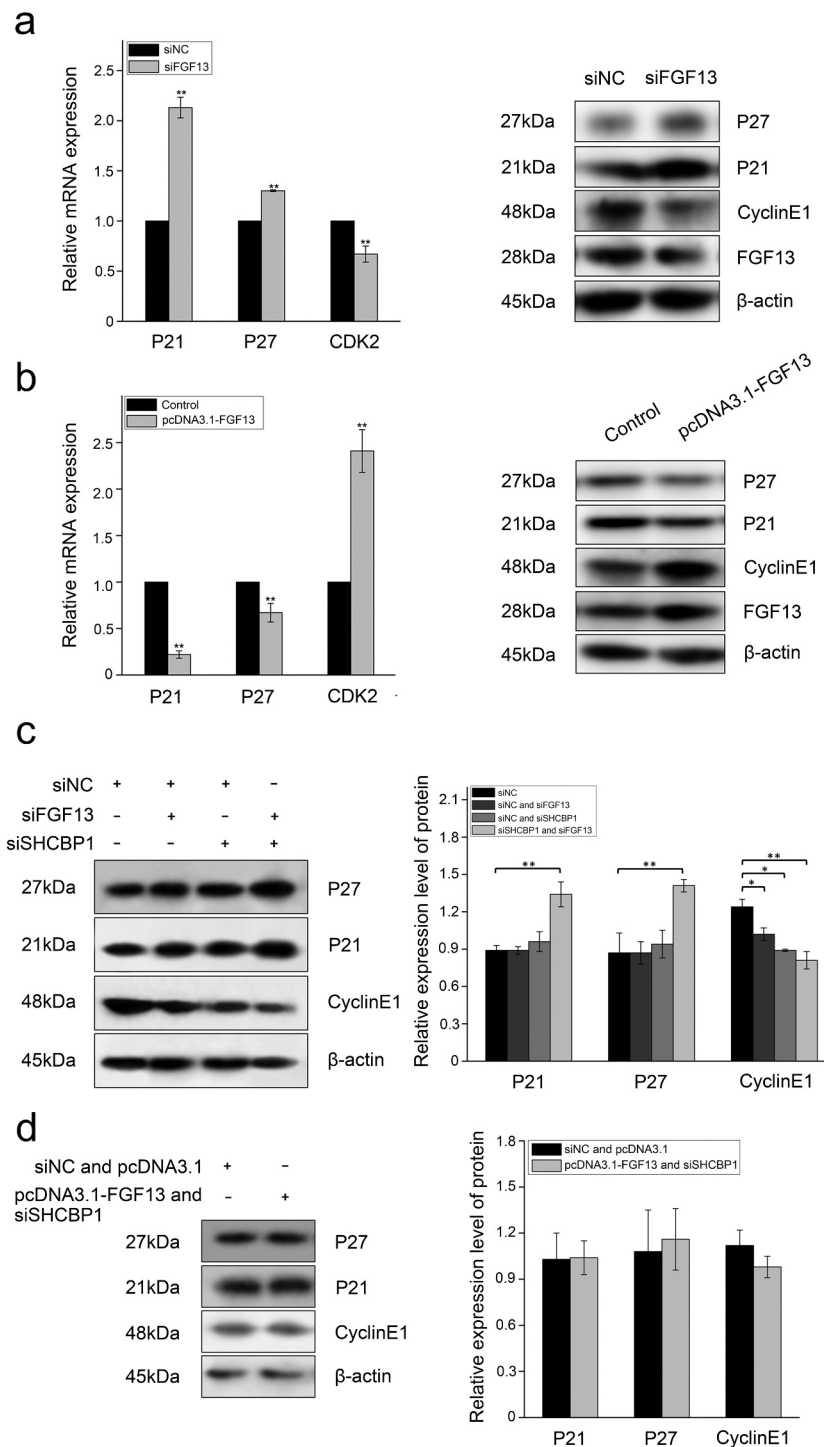 a
siNC
siFGF13
Relative mRNA expression
2.5
2.0
1.5
1.0
0.5
0
**
**
**
P21 P27 CDK2
siNC siFGF13
27kDa P27
21kDa P21
48kDa CyclinE1
28kDa FGF13
45kDa β-actin
b
Control
pcDNA3.1-FGF13
Relative mRNA expression
2.5
2.0
1.5
1.0
0.5
0
**
**
**
P21 P27 CDK2
Control pcDNA3.1-FGF13
27kDa P27
21kDa P21
48kDa CyclinE1
28kDa FGF13
45kDa β-actin
c
siNC + + + –
siFGF13 – + – +
siSHCBP1 – – + +
27kDa P27
21kDa P21
48kDa CyclinE1
45kDa β-actin
siNC
siNC and siFGF13
siNC and siSHCBP1
siSHCBP1 and siFGF13
Relative expression level of protein
2.1
1.8
1.5
1.2
0.9
0.6
0.3
0
**
**
**
*
*
P21 P27 CyclinE1
d
siNC and pcDNA3.1 + –
pcDNA3.1-FGF13 and – +
siSHCBP1
27kDa P27
21kDa P21
48kDa CyclinE1
45kDa β-actin
siNC and pcDNA3.1
pcDNA3.1-FGF13 and siSHCBP1
Relative expression level of protein
1.8
1.5
1.2
0.9
0.6
0.3
0
P21 P27 CyclinE1